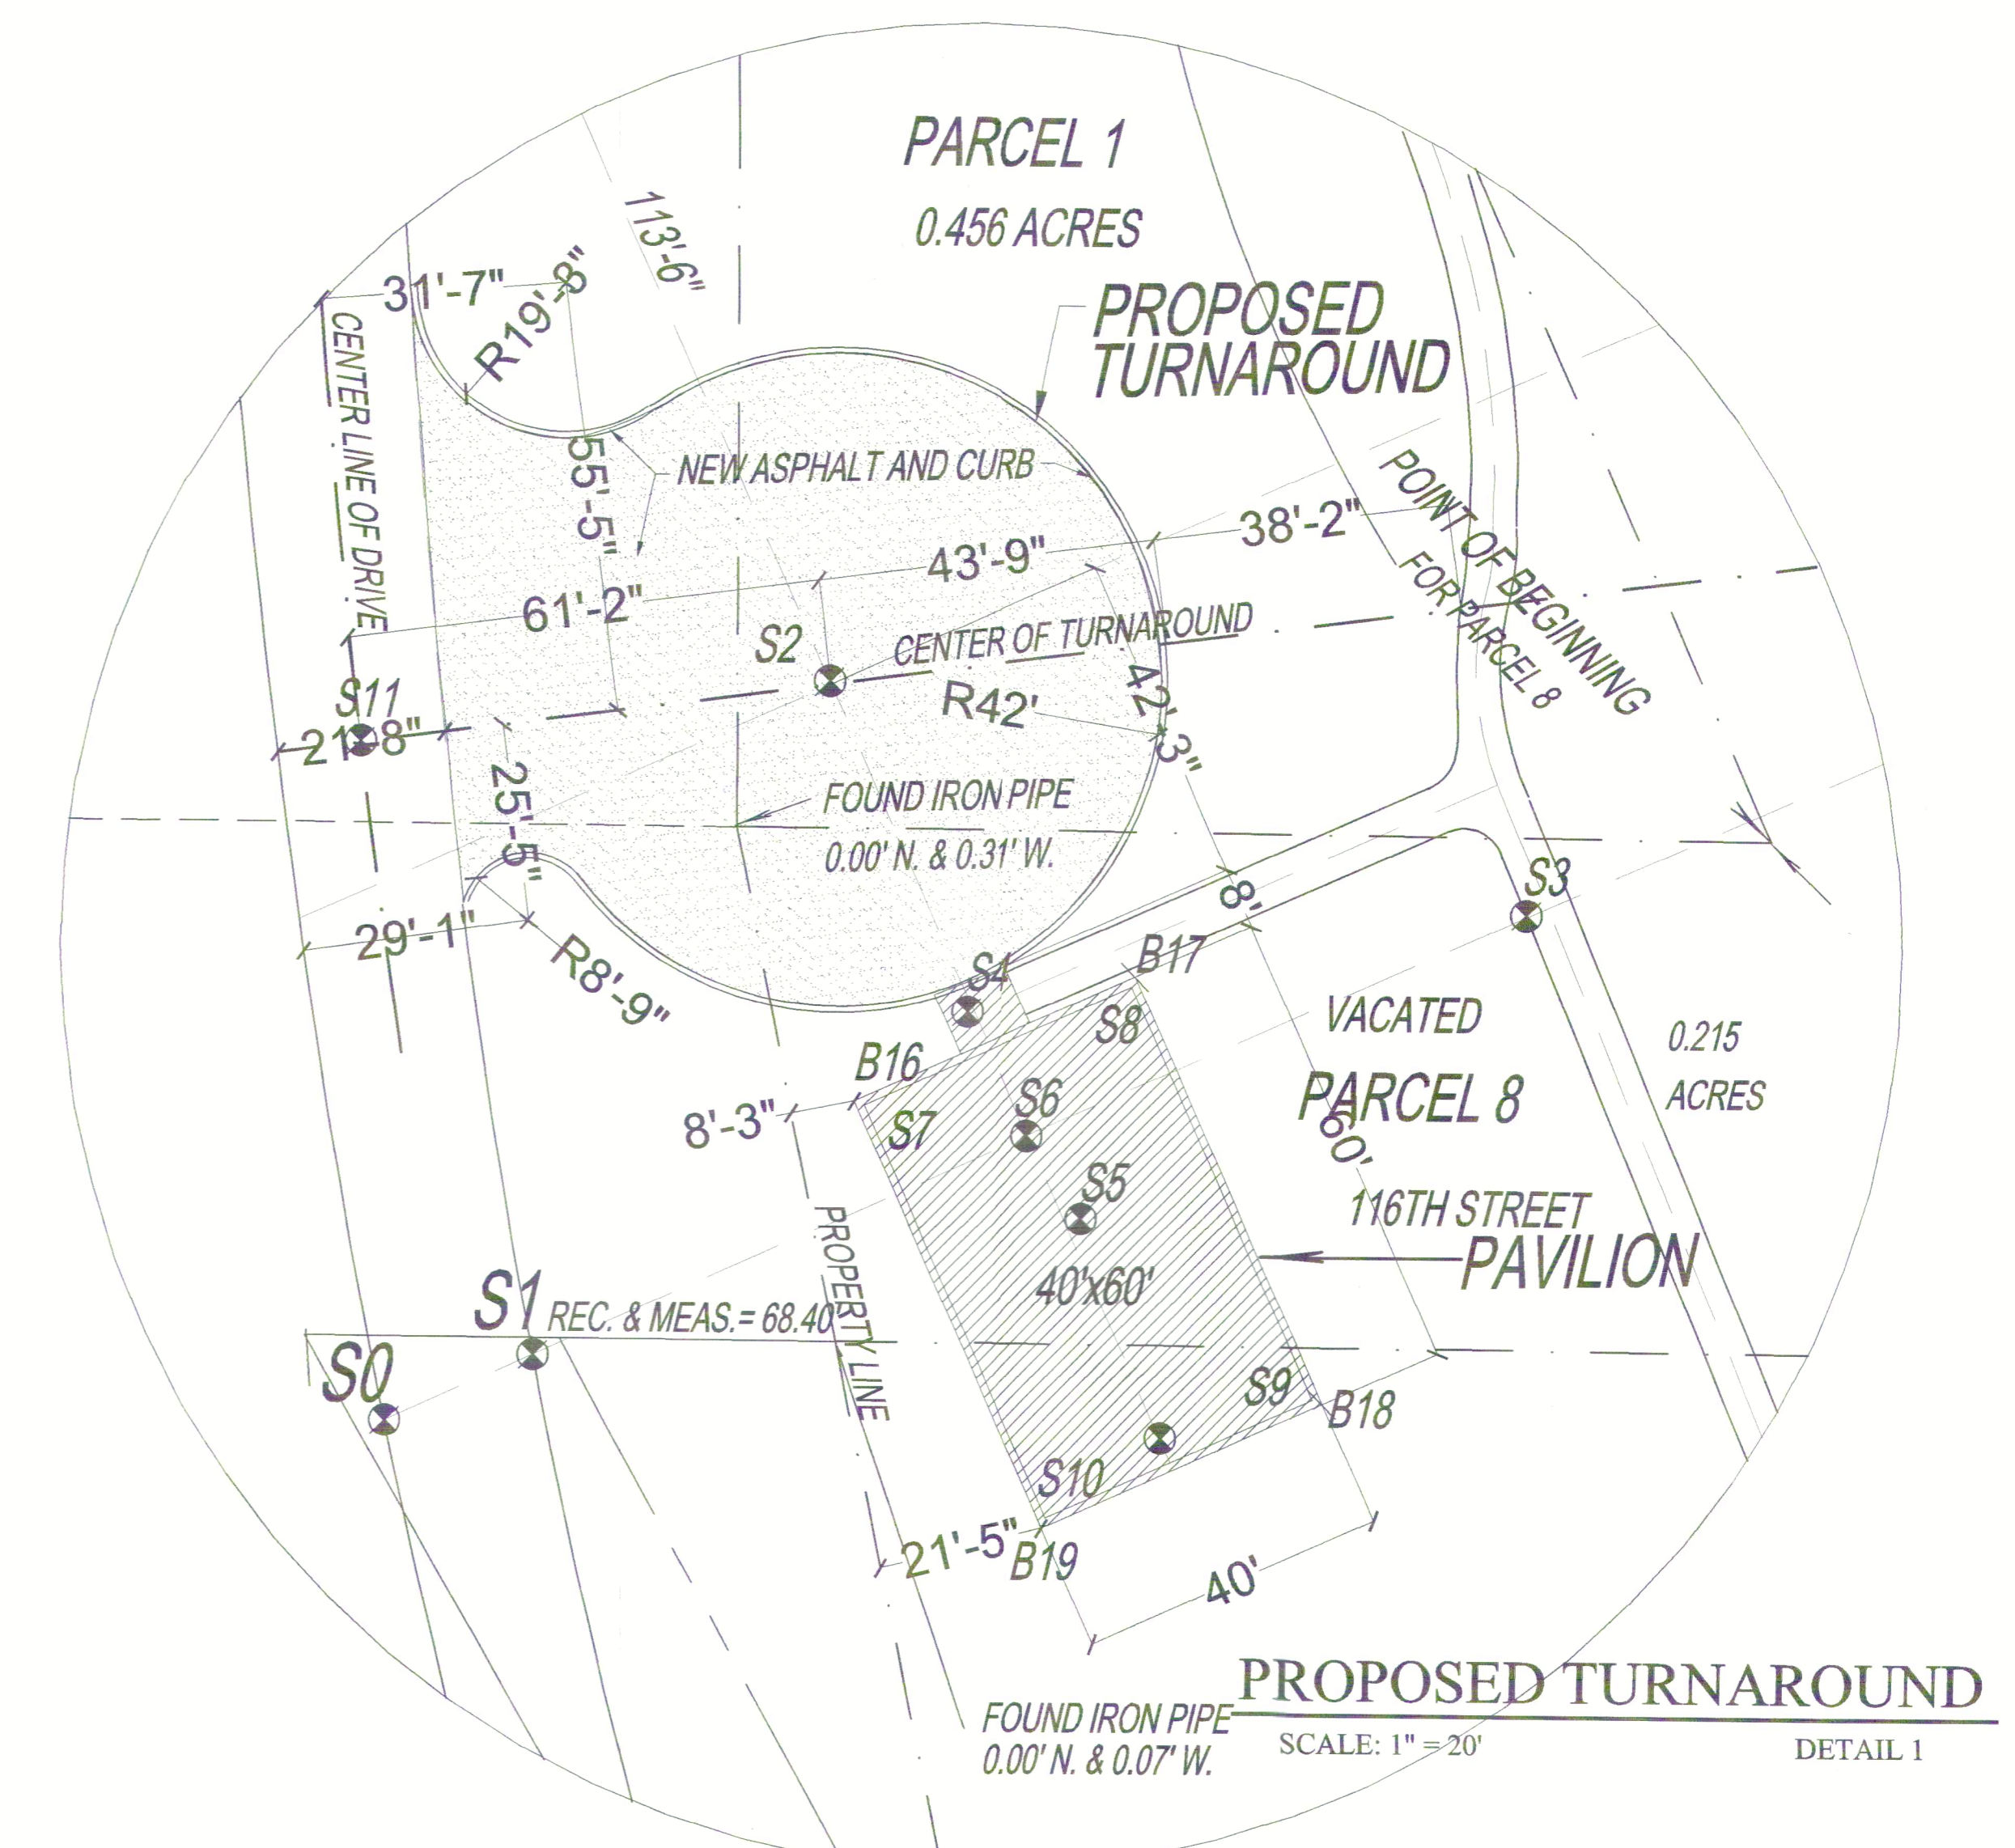 PARCEL 1
0.456 ACRES
113'-6"
31'-7"
R19'-8"
CENTER LINE OF DRIVE
PROPOSED
TURNAROUND
NEW ASPHALT AND CURB
55'-5"
43'-9"
38'-2"
POINT OF BEGINNING
FOR PARCEL 8
61'-2"
S2
CENTER OF TURNAROUND
S11
21'-8"
R42'
42'-3"
25'-5"
FOUND IRON PIPE
0.00' N. & 0.31' W.
29'-1"
R8'-9"
8'
S3
S4
B17
S8
VACATED
PARCEL 8
0.215
ACRES
B16
S7
S6
8'-3"
60'
S5
116TH STREET
PAVILION
40'x60'
PROPERTY LINE
S1
REC. & MEAS.= 68.40'
S0
S9
B18
S10
21'-5"
B19
40'
FOUND IRON PIPE
0.00' N. & 0.07' W.
PROPOSED TURNAROUND
SCALE: 1" = 20'
DETAIL 1